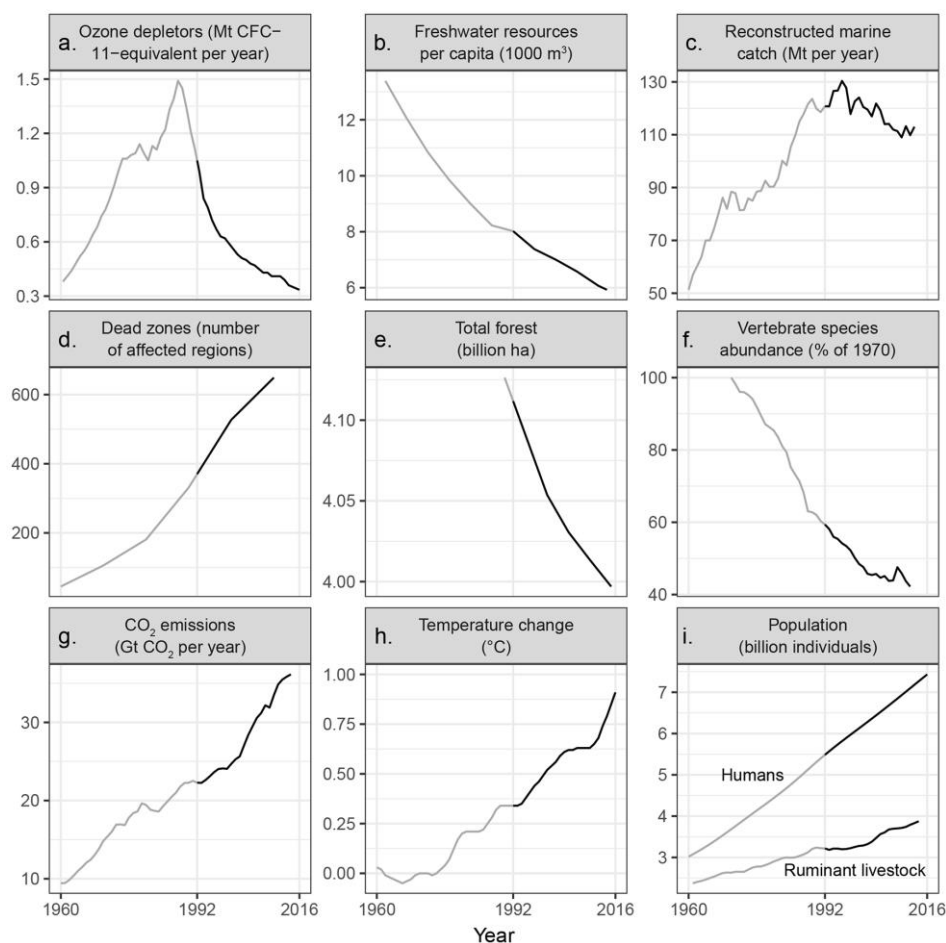 a. Ozone depletors (Mt CFC−
11−equivalent per year)
b. Freshwater resources
per capita (1000 m³)
c. Reconstructed marine
catch (Mt per year)
1.5
1.2
0.9
0.6
0.3
12
10
8
6
130
110
90
70
50
d. Dead zones (number
of affected regions)
e. Total forest
(billion ha)
f. Vertebrate species
abundance (% of 1970)
600
400
200
4.10
4.05
4.00
100
80
60
40
g. CO₂ emissions
(Gt CO₂ per year)
h. Temperature change
(°C)
i. Population
(billion individuals)
30
20
10
1.00
0.75
0.50
0.25
0.00
7
6
5
4
3
Humans
Ruminant livestock
1960 1992 2016
1960 1992 2016
1960 1992 2016
Year